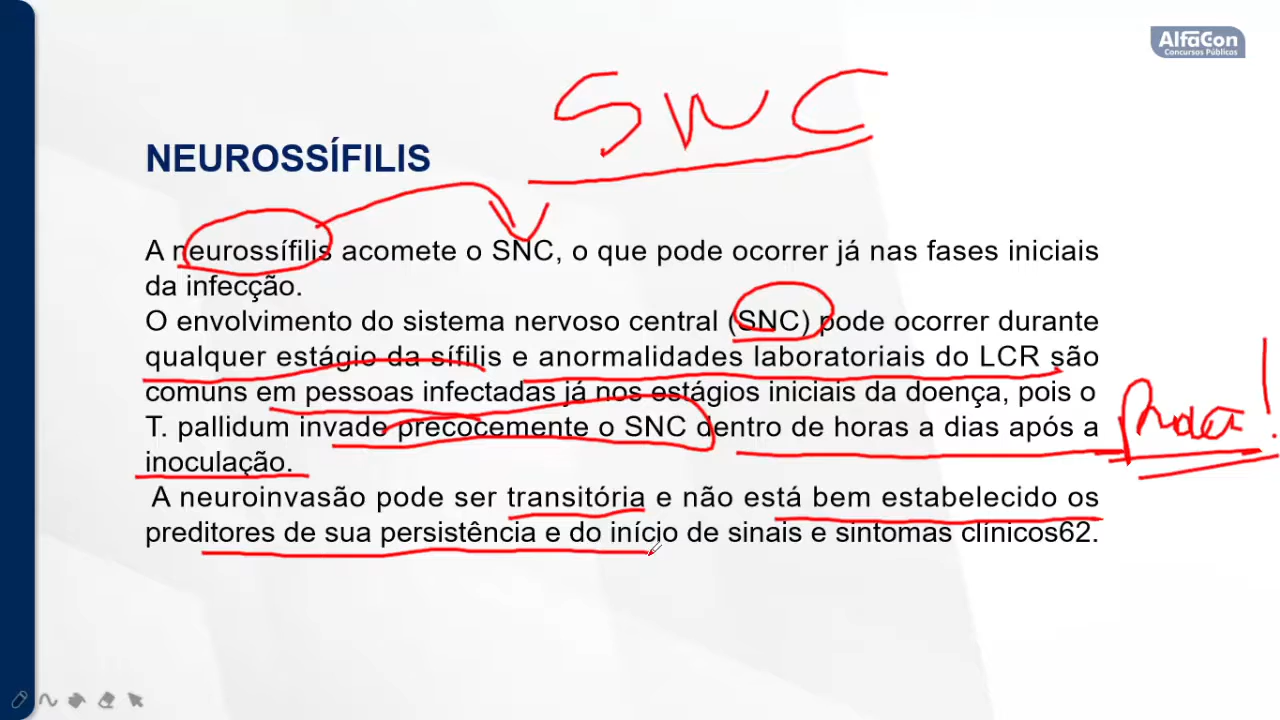 AlfaCon
Concursos Públicos
SNC
NEUROSSÍFILIS
A neurossífilis acomete o SNC, o que pode ocorrer já nas fases iniciais
da infecção.
O envolvimento do sistema nervoso central (SNC) pode ocorrer durante
qualquer estágio da sífilis e anormalidades laboratoriais do LCR são
comuns em pessoas infectadas já nos estágios iniciais da doença, pois o
T. pallidum invade precocemente o SNC dentro de horas a dias após a
inoculação.
A neuroinvasão pode ser transitória e não está bem estabelecido os
preditores de sua persistência e do início de sinais e sintomas clínicos62.